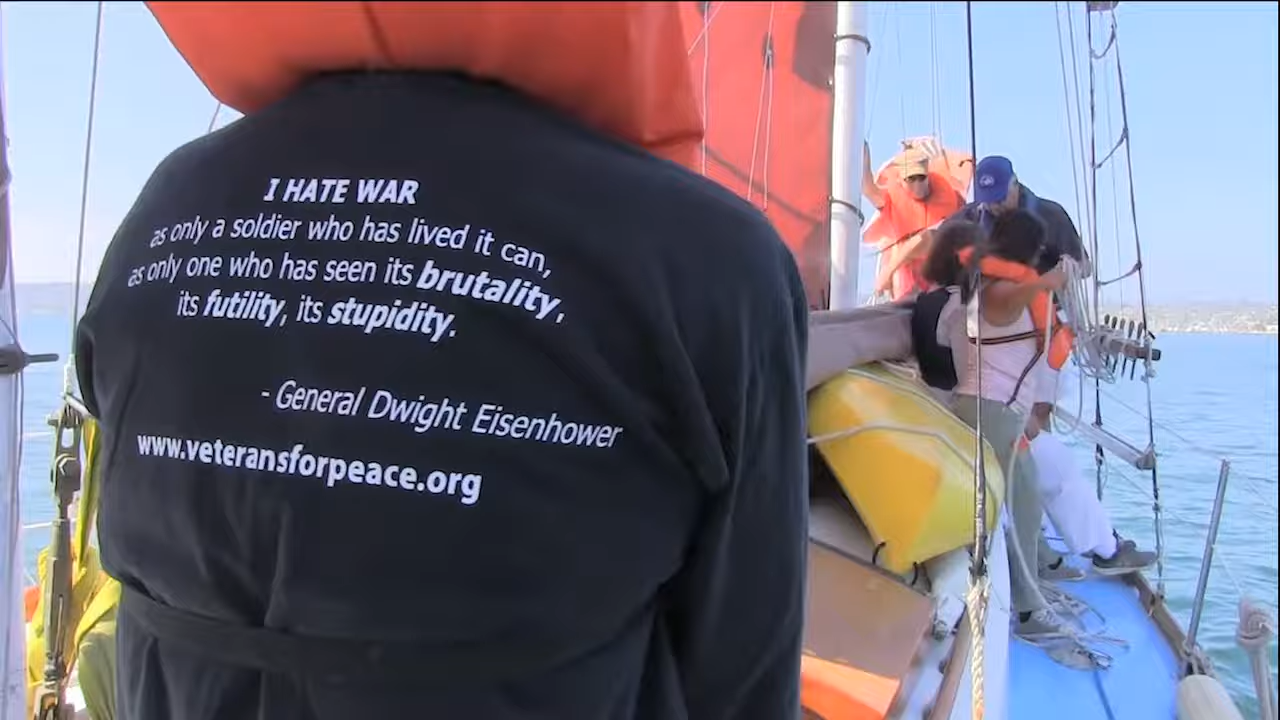 I HATE WAR
as only a soldier who has lived it can,
as only one who has seen its brutality,
its futility, its stupidity.
- General Dwight Eisenhower
www.veteransforpeace.org